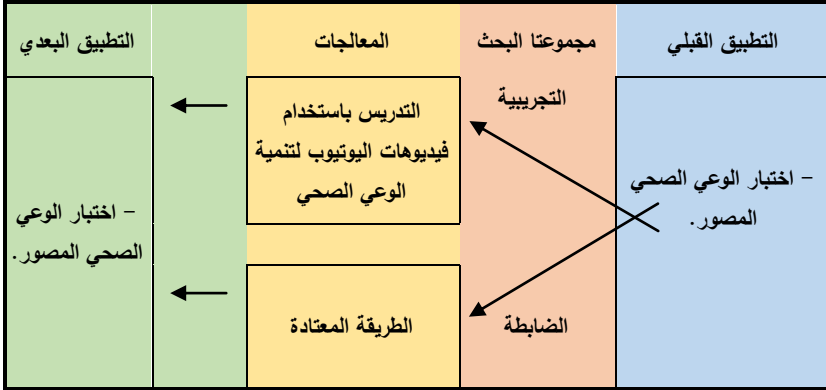 التطبيق القبلي
مجموعتا البحث
المعالجات
التطبيق البعدي
– اختبار الوعي الصحي
المصور.
التجريبية
الضابطة
التدريس باستخدام
فيديوهات اليوتيوب لتنمية
الوعي الصحي
الطريقة المعتادة
– اختبار الوعي
الصحي المصور.